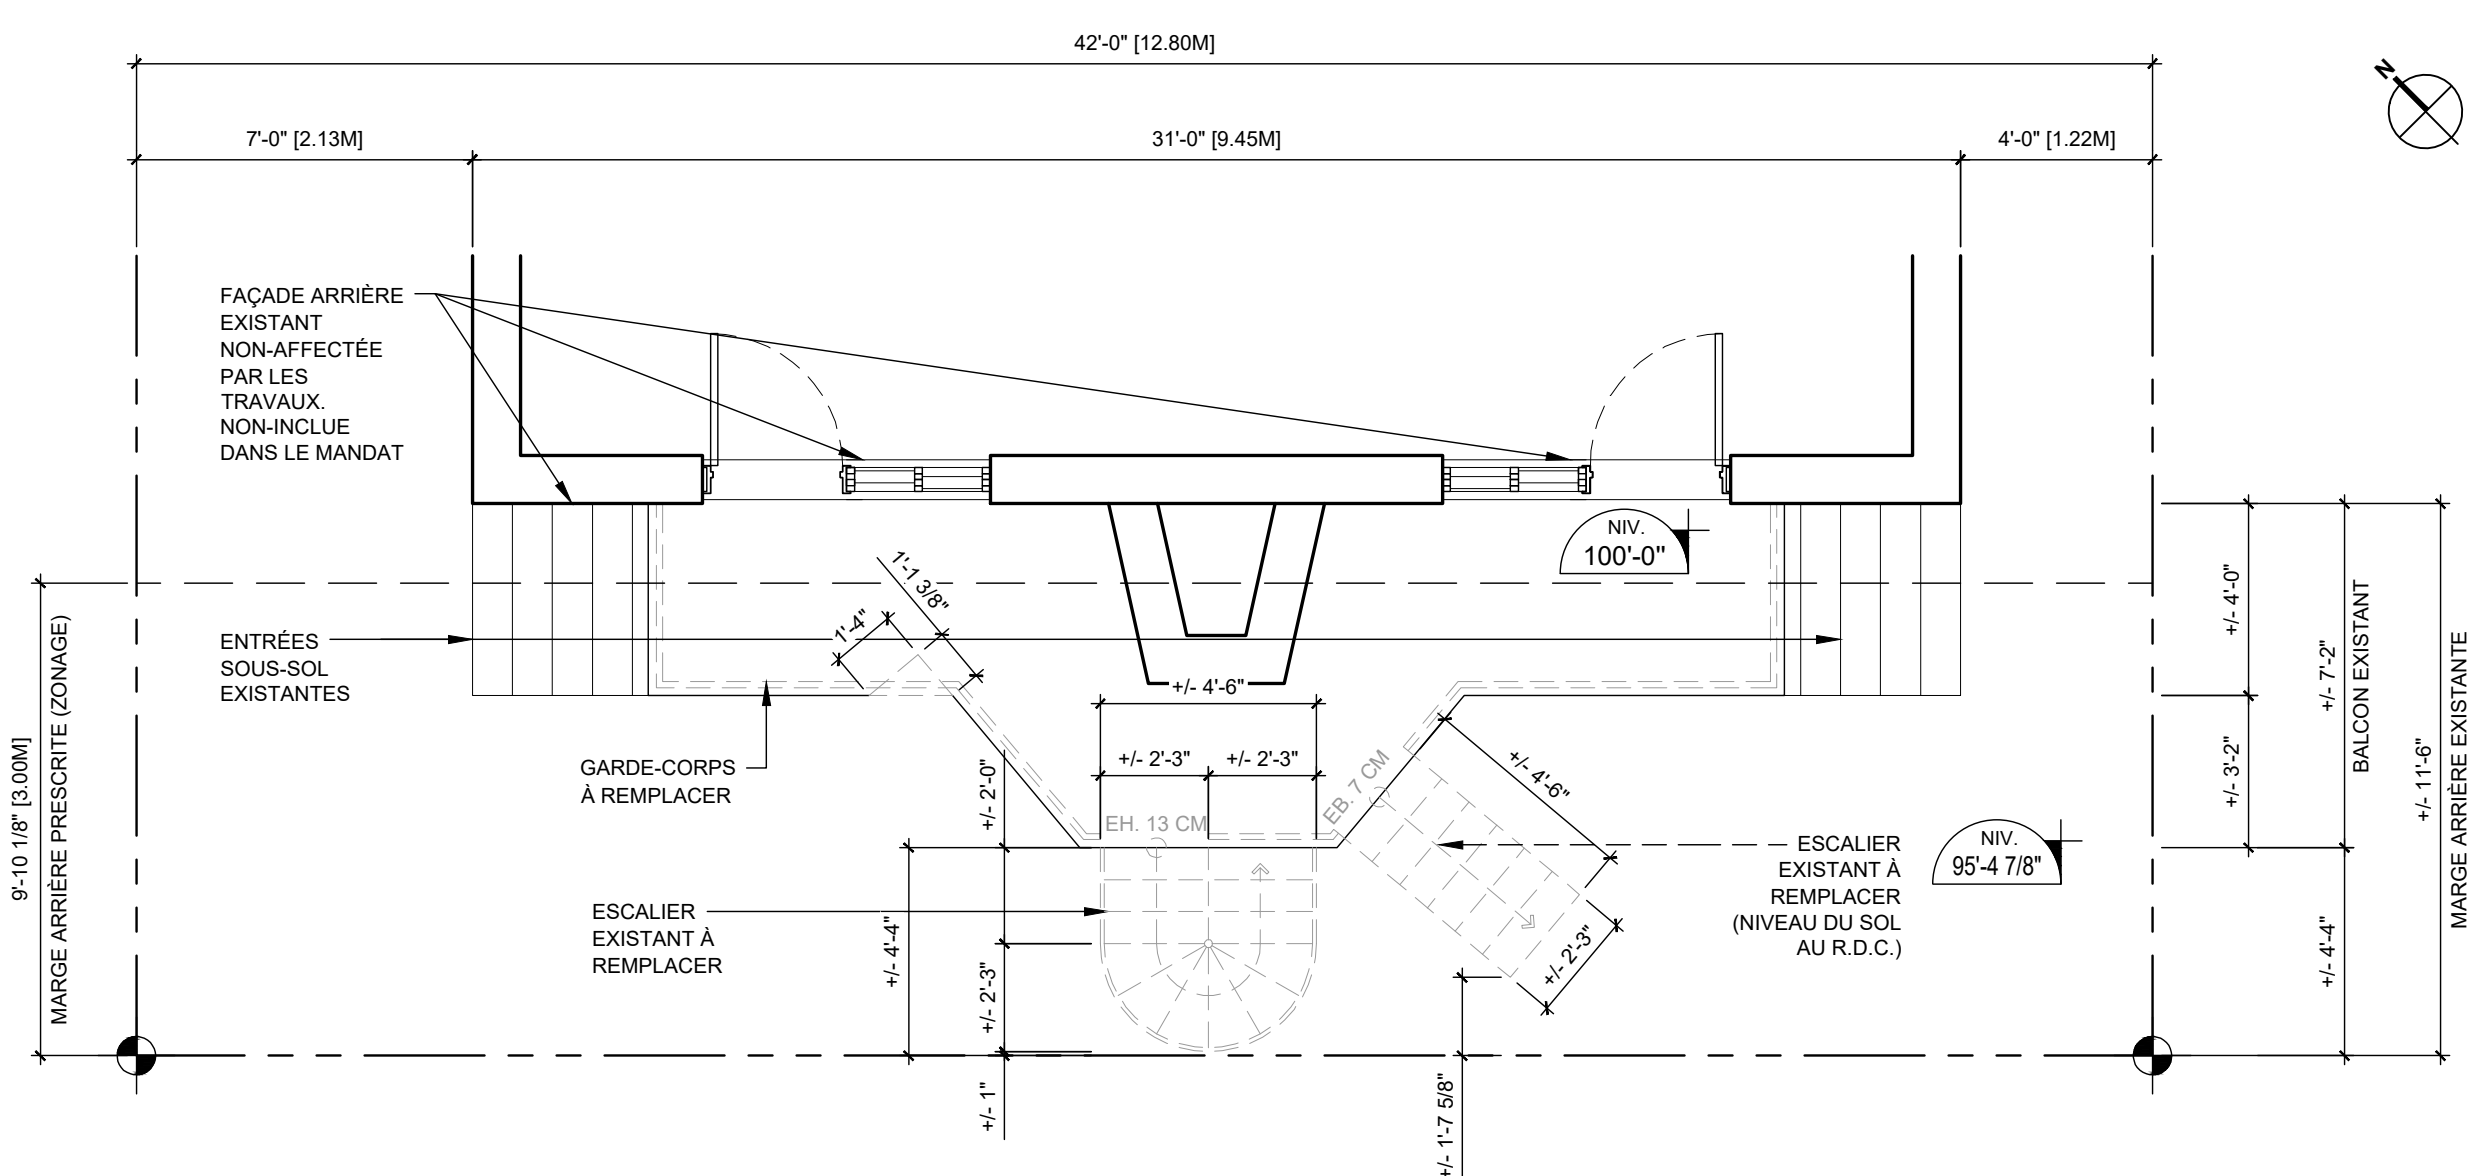 42'-0" [12.80M]
N
7'-0" [2.13M]
31'-0" [9.45M]
4'-0" [1.22M]
FAÇADE ARRIÈRE
EXISTANT
NON-AFFECTÉE
PAR LES
TRAVAUX.
NON-INCLUE
DANS LE MANDAT
NIV.
100'-0"
1'-1 3/8"
1'-4"
ENTRÉES
SOUS-SOL
EXISTANTES
+/- 4'-6"
+/- 2'-3"
+/- 2'-3"
GARDE-CORPS
À REMPLACER
+/- 2'-0"
EH. 13 CM
EB. 7 CM
+/- 4'-6"
ESCALIER
EXISTANT À
REMPLACER
(NIVEAU DU SOL
AU R.D.C.)
NIV.
95'-4 7/8"
ESCALIER
EXISTANT À
REMPLACER
+/- 4'-4"
+/- 2'-3"
+/- 2'-3"
+/- 1"
+/- 1'-7 5/8"
9'-10 1/8" [3.00M]
MARGE ARRIÈRE PRESCRITE (ZONAGE)
+/- 4'-0"
+/- 3'-2"
+/- 7'-2"
BALCON EXISTANT
+/- 4'-4"
+/- 11'-6"
MARGE ARRIÈRE EXISTANTE